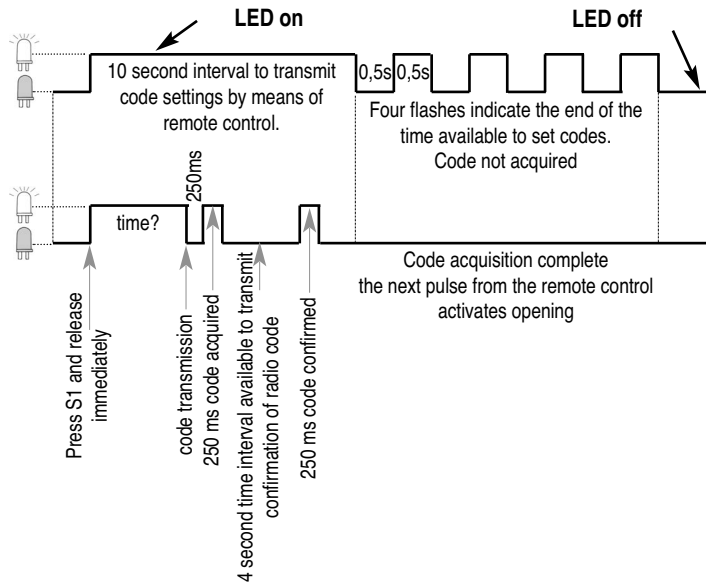 LED on
LED off
10 second interval to transmit
code settings by means of
remote control.
0,5s 0,5s
Four flashes indicate the end of the
time available to set codes.
Code not acquired
250ms
time?
Code acquisition complete
the next pulse from the remote control
activates opening
Press S1 and release
immediately
code transmission
250 ms code acquired
4 second time interval available to transmit
confirmation of radio code
250 ms code confirmed